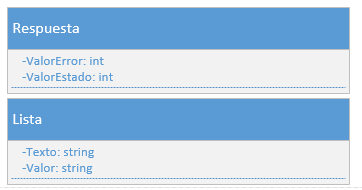 Respuesta
-ValorError: int
-ValorEstado: int
Lista
-Texto: string
-Valor: string